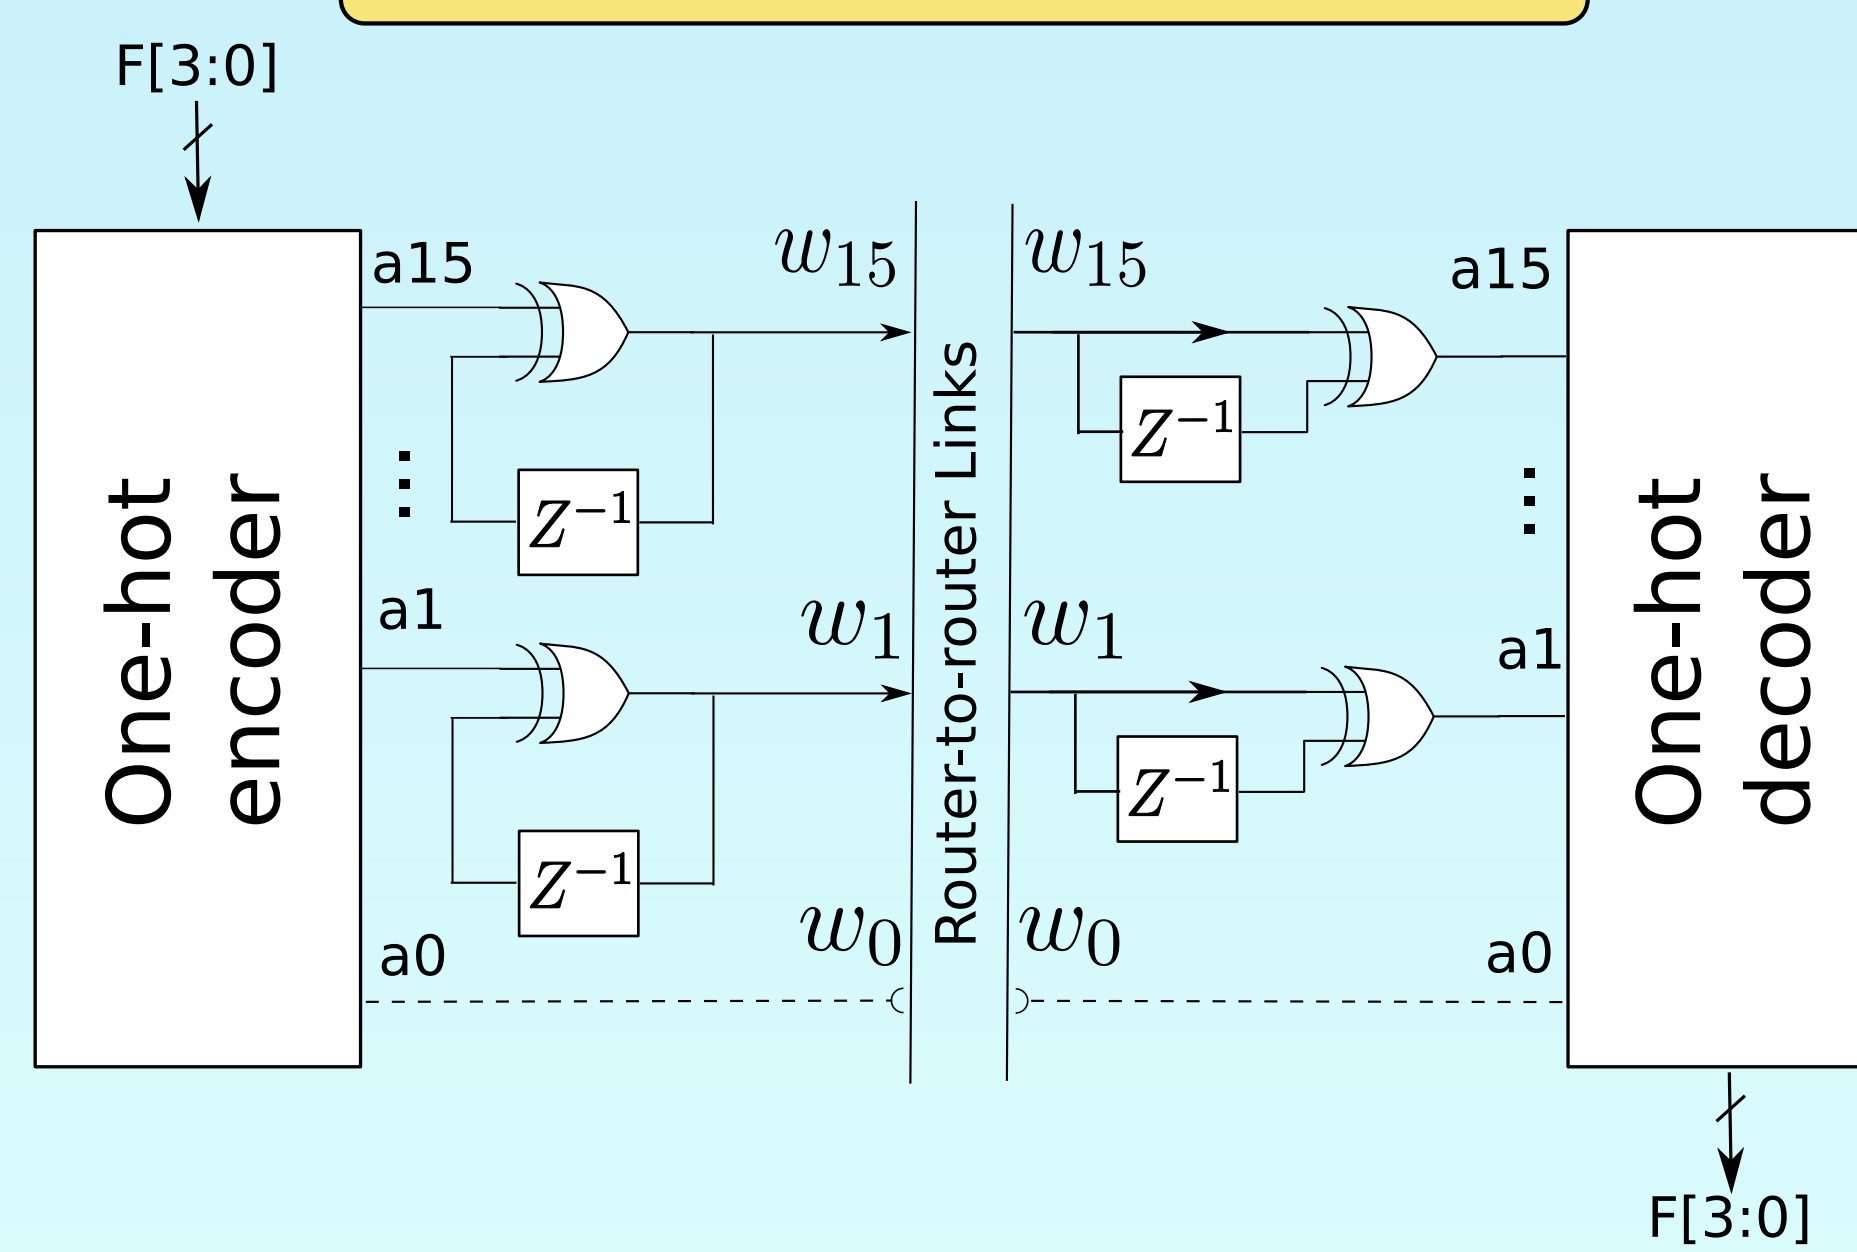 F[3:0]
One-hot
encoder
a15
w15
w15
a15
Z−1
Z−1
a1
w1
w1
a1
Z−1
Z−1
a0
w0
w0
a0
Router-to-router Links
One-hot
decoder
F[3:0]